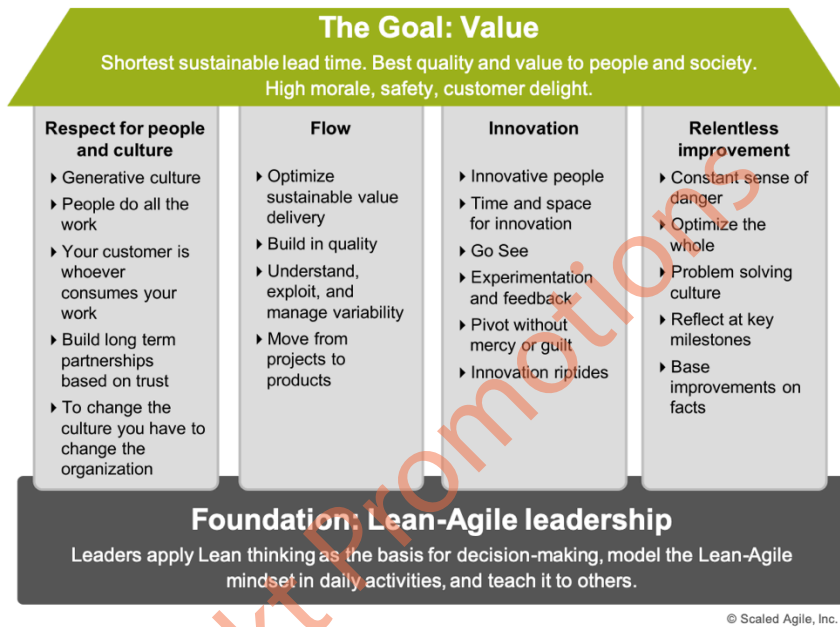 The Goal: Value
Shortest sustainable lead time. Best quality and value to people and society.
High morale, safety, customer delight.
Respect for people
and culture
Generative culture
People do all the
work
Your customer is
whoever
consumes your
work
Build long term
partnerships
based on trust
To change the
culture you have to
change the
organization
Flow
Optimize
sustainable value
delivery
Build in quality
Understand,
exploit, and
manage variability
Move from
projects to
products
Innovation
Innovative people
Time and space
for innovation
Go See
Experimentation
and feedback
Pivot without
mercy or guilt
Innovation riptides
Relentless
improvement
Constant sense of
danger
Optimize the
whole
Problem solving
culture
Reflect at key
milestones
Base
improvements on
facts
Foundation: Lean-Agile leadership
Leaders apply Lean thinking as the basis for decision-making, model the Lean-Agile
mindset in daily activities, and teach it to others.
© Scaled Agile, Inc.
Promotions